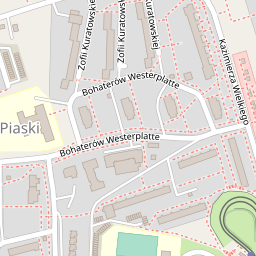 Zofii Kuratowskiej
Zofii Kuratowskiej
Kuratowskiej
Kazimierza Wielkiego
Bohaterów Westerplatte
Piaski
Bohaterów Westerplatte